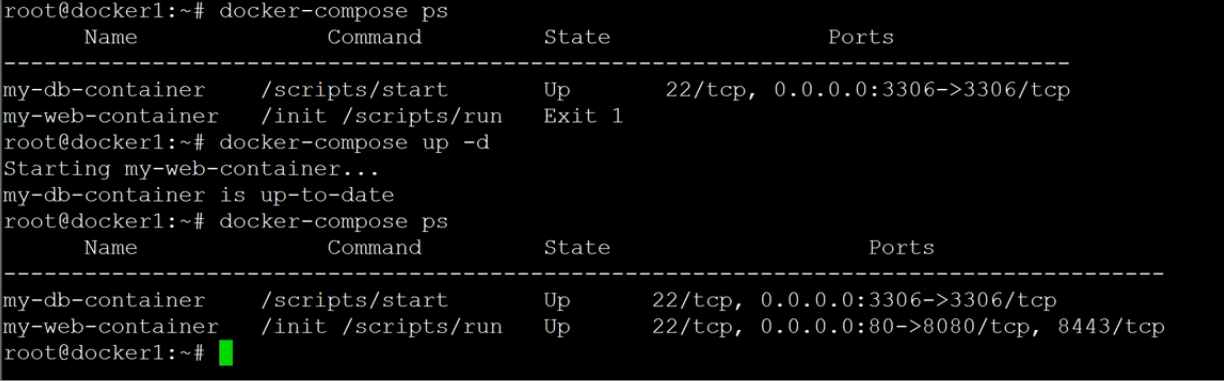 root@docker1:~# docker-compose ps
      Name                Command          State                Ports
-------------------------------------------------------------------------------
my-db-container    /scripts/start       Up       22/tcp, 0.0.0.0:3306->3306/tcp
my-web-container   /init /scripts/run   Exit 1
root@docker1:~# docker-compose up -d
Starting my-web-container...
my-db-container is up-to-date
root@docker1:~# docker-compose ps
      Name                Command          State                   Ports
--------------------------------------------------------------------------------------
my-db-container    /scripts/start       Up      22/tcp, 0.0.0.0:3306->3306/tcp
my-web-container   /init /scripts/run   Up      22/tcp, 0.0.0.0:80->8080/tcp, 8443/tcp
root@docker1:~#